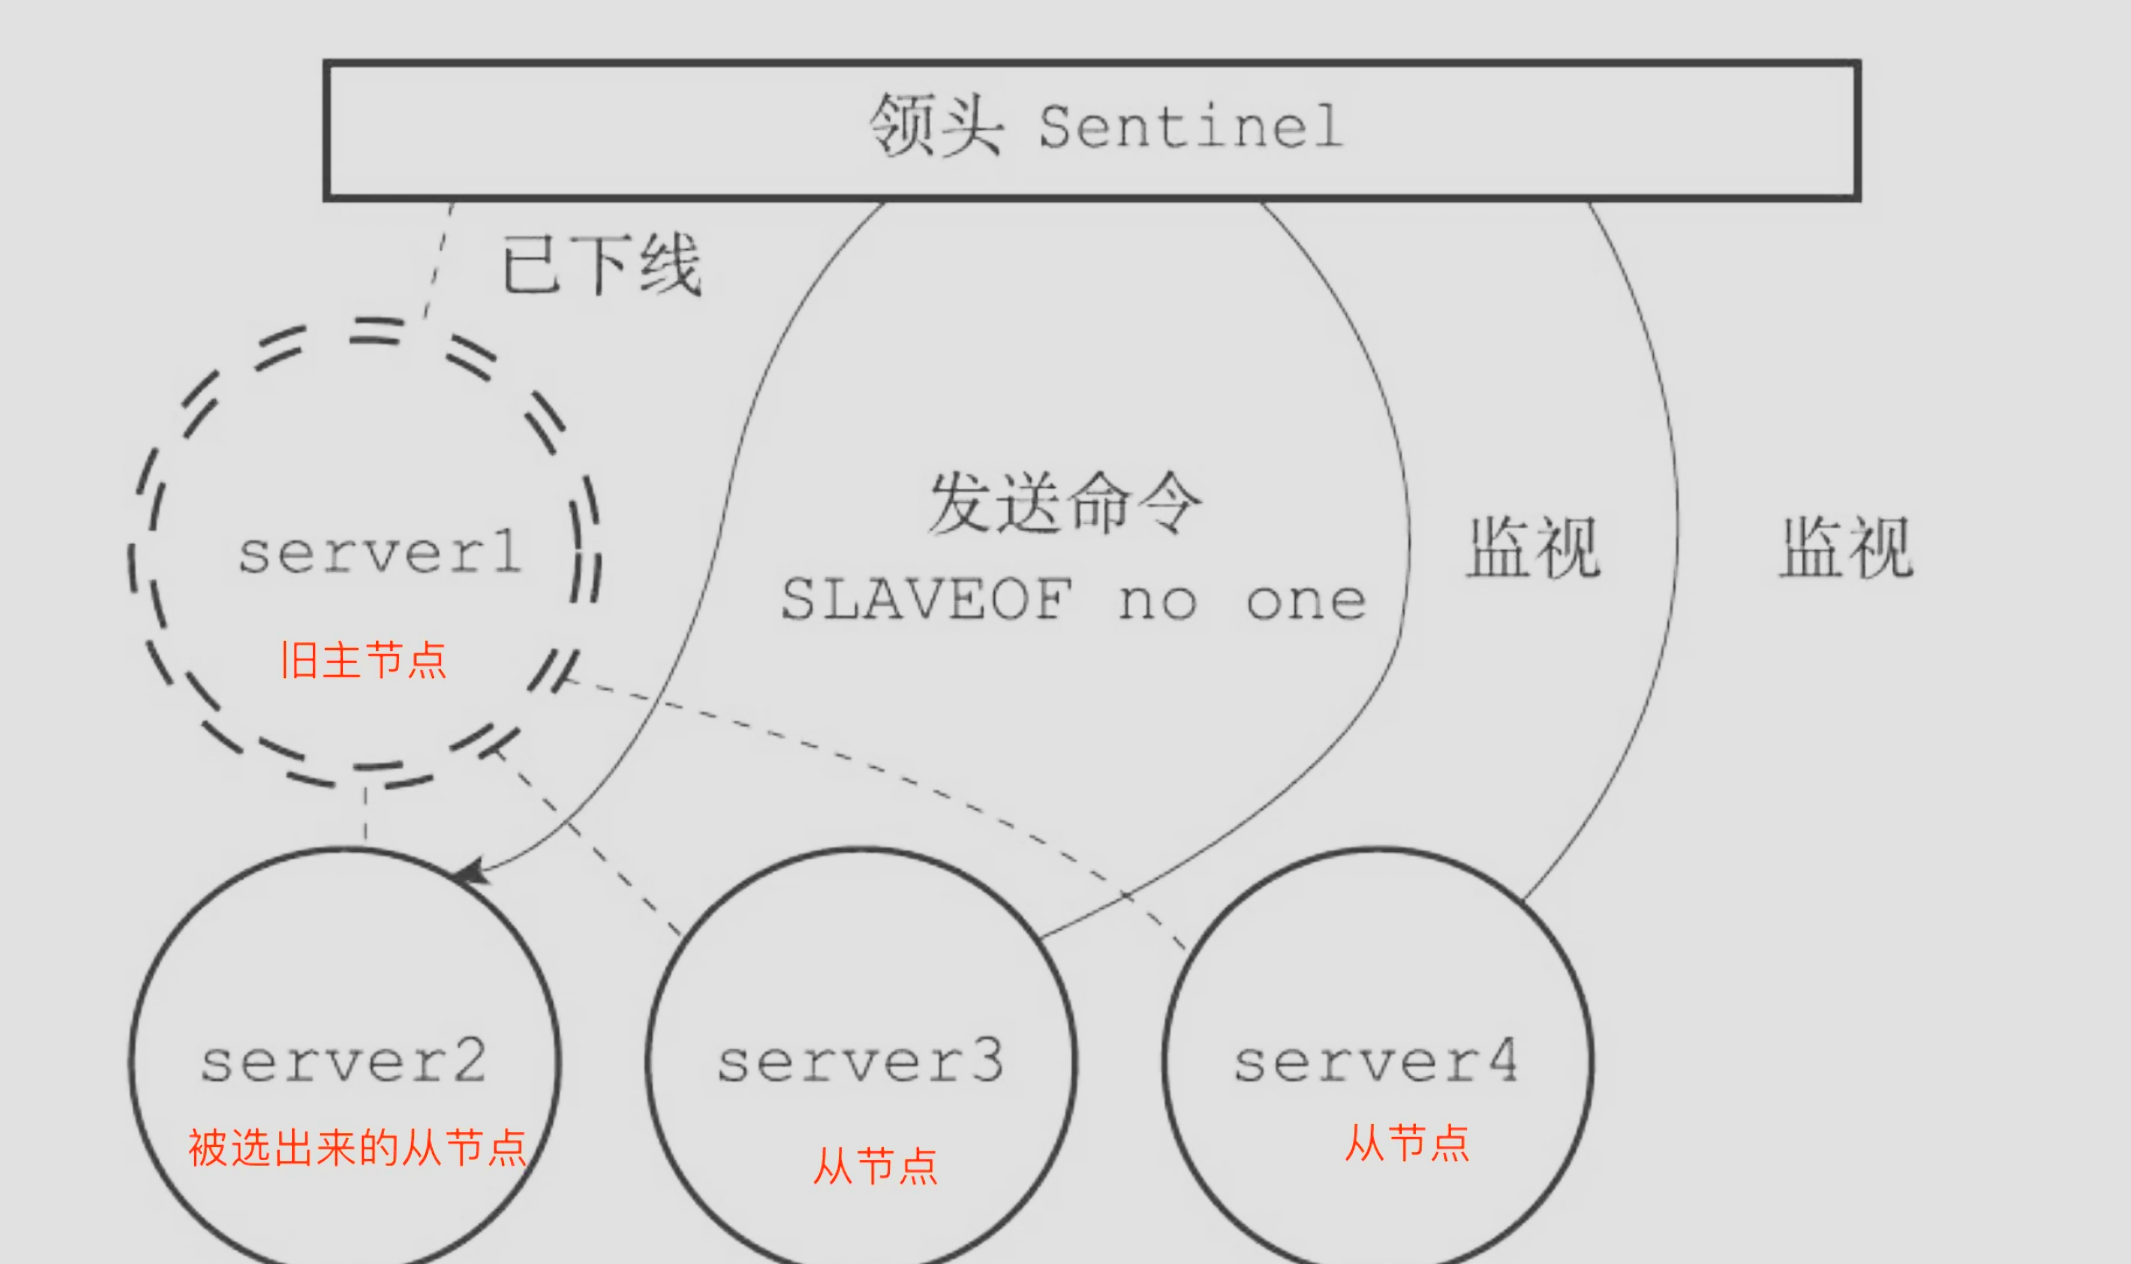 领头 Sentinel
已下线
发送命令
SLAVEOF no one
监视
监视
server1
旧主节点
server2
被选出来的从节点
server3
从节点
server4
从节点